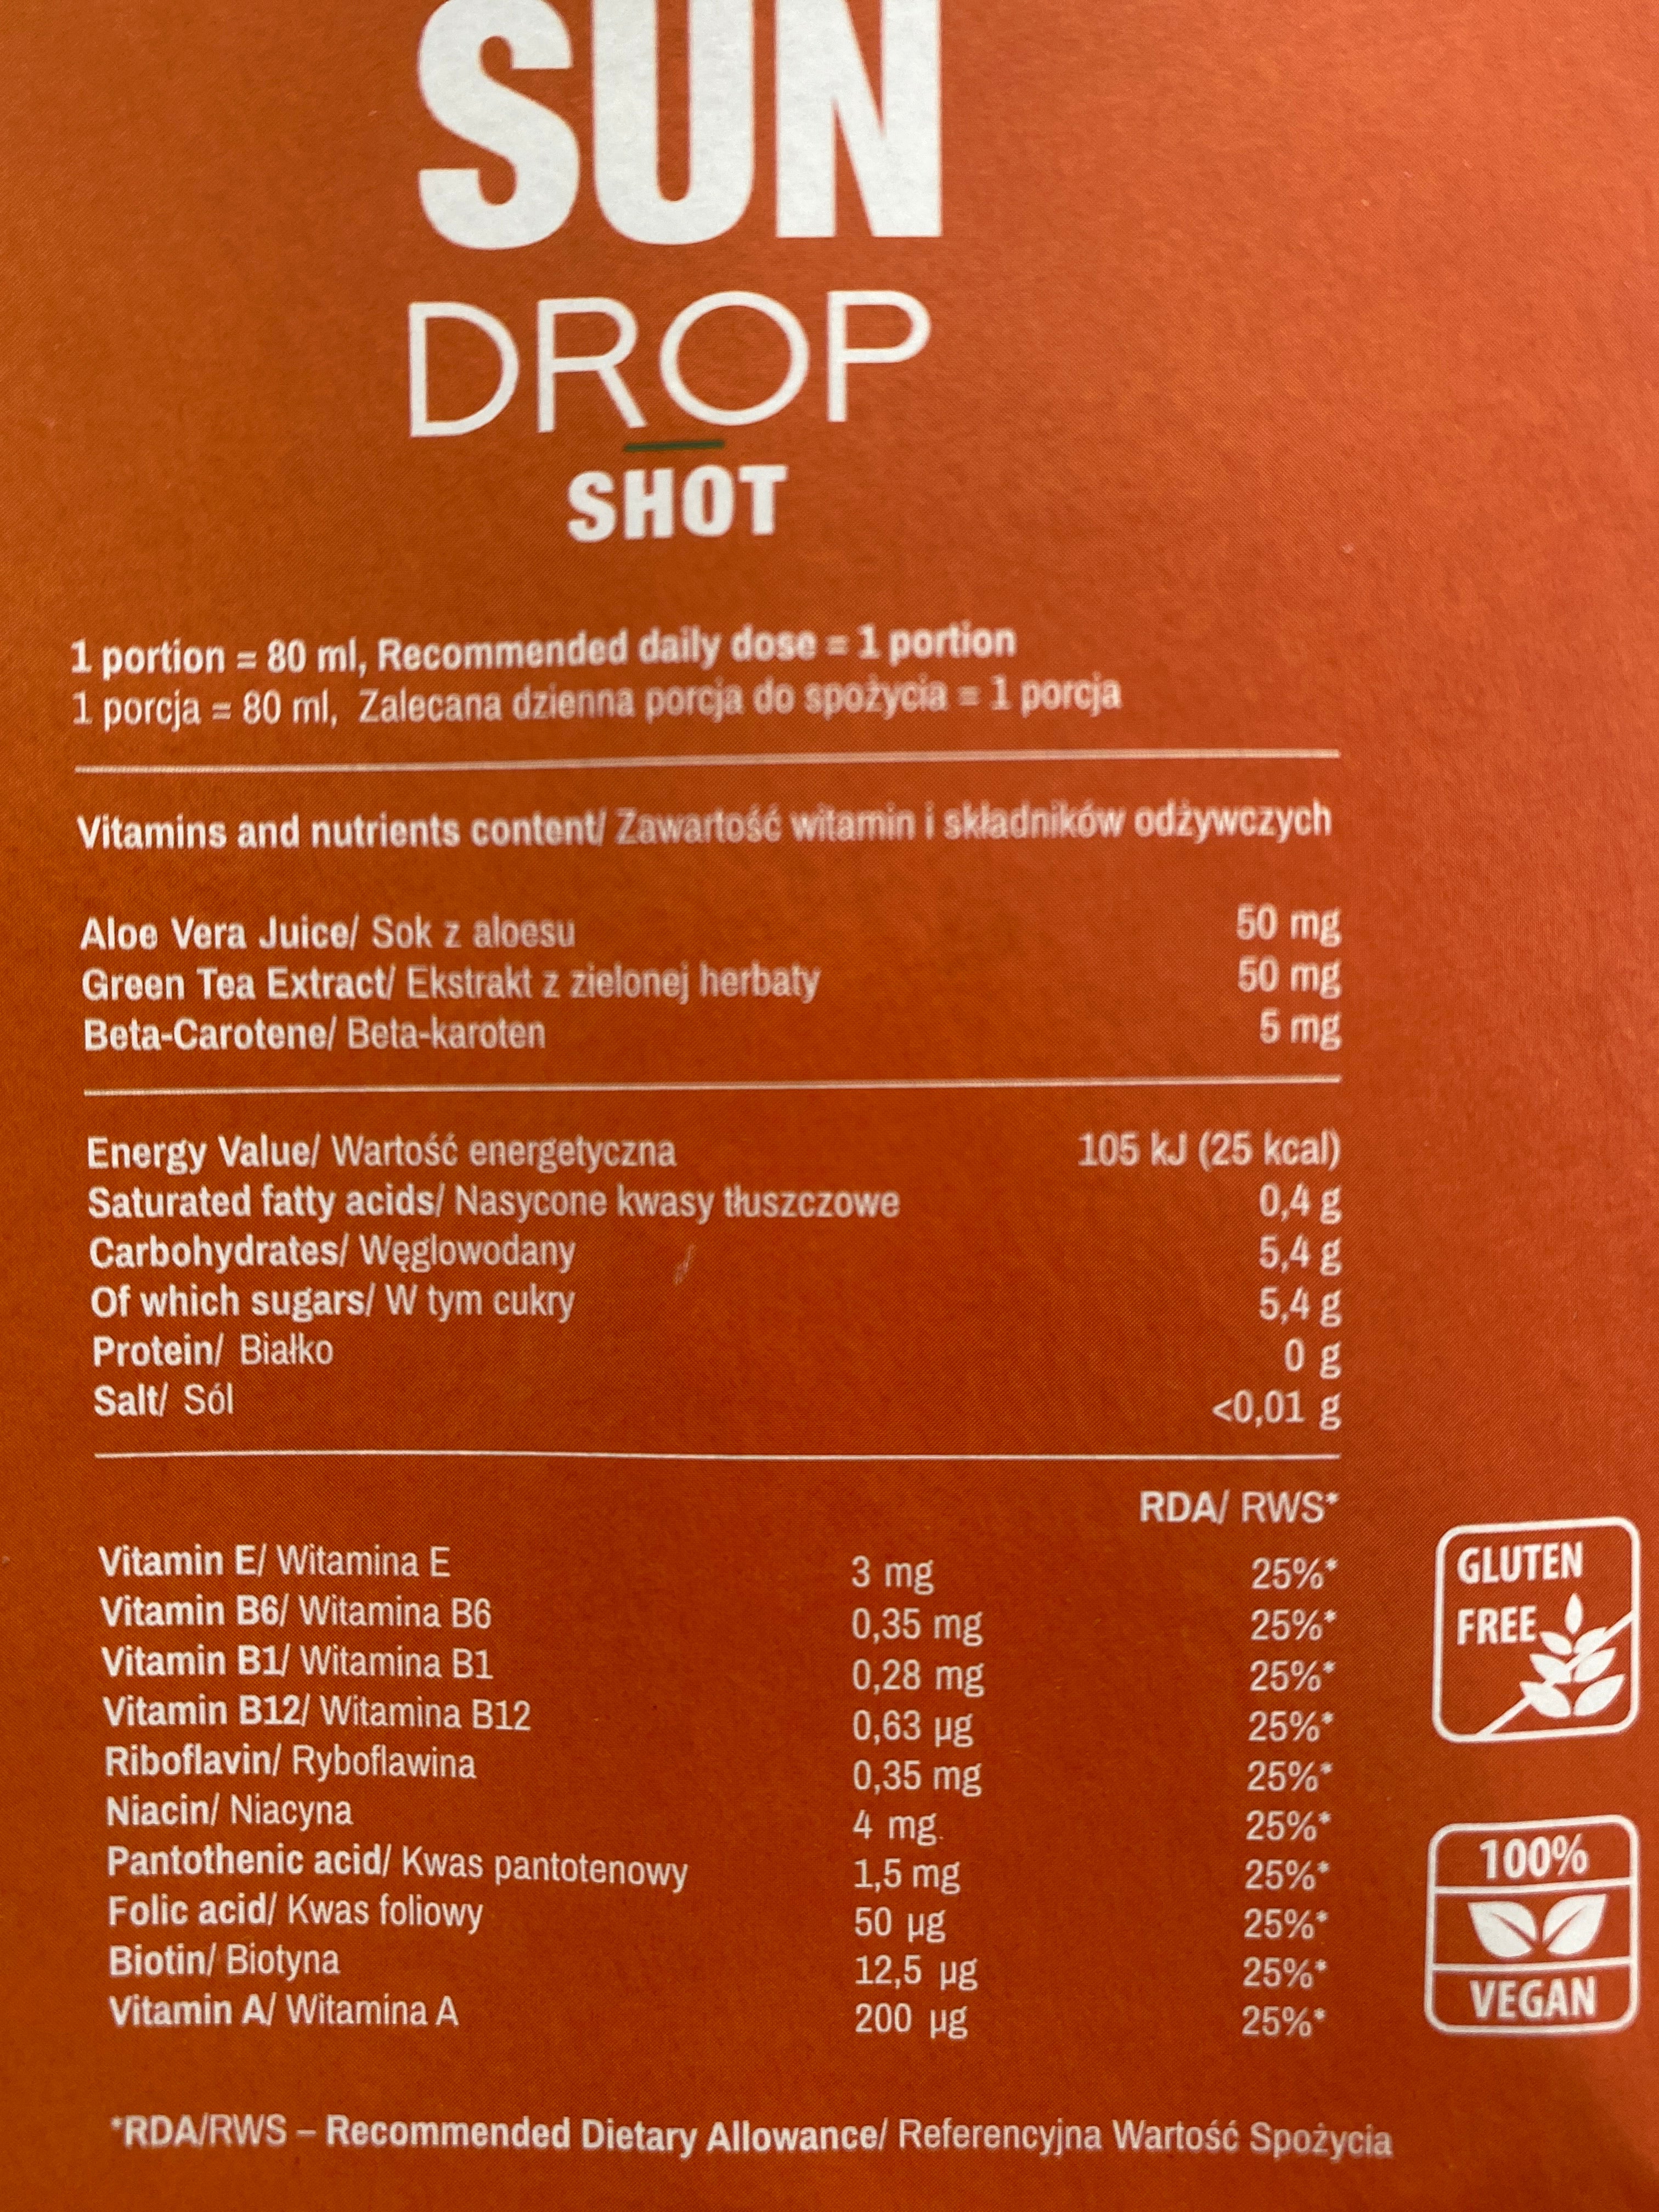 SUN
DROP
SHOT
1 portion = 80 ml, Recommended daily dose = 1 portion
1 porcja = 80 ml, Zalecana dzienna porcja do spożycia = 1 porcja
Vitamins and nutrients content/ Zawartość witamin i składników odżywczych
Aloe Vera Juice/ Sok z aloesu 50 mg
Green Tea Extract/ Ekstrakt z zielonej herbaty 50 mg
Beta-Carotene/ Beta-karoten 5 mg
Energy Value/ Wartość energetyczna 105 kJ (25 kcal)
Saturated fatty acids/ Nasycone kwasy tłuszczowe 0,4 g
Carbohydrates/ Węglowodany 5,4 g
Of which sugars/ W tym cukry 5,4 g
Protein/ Białko 0 g
Salt/ Sól <0,01 g
RDA/ RWS*
Vitamin E/ Witamina E 3 mg 25%*
Vitamin B6/ Witamina B6 0,35 mg 25%*
Vitamin B1/ Witamina B1 0,28 mg 25%*
Vitamin B12/ Witamina B12 0,63 µg 25%*
Riboflavin/ Ryboflawina 0,35 mg 25%*
Niacin/ Niacyna 4 mg. 25%*
Pantothenic acid/ Kwas pantotenowy 1,5 mg 25%*
Folic acid/ Kwas foliowy 50 µg 25%*
Biotin/ Biotyna 12,5 µg 25%*
Vitamin A/ Witamina A 200 µg 25%*
GLUTEN
FREE
100%
VEGAN
*RDA/RWS – Recommended Dietary Allowance/ Referencyjna Wartość Spożycia